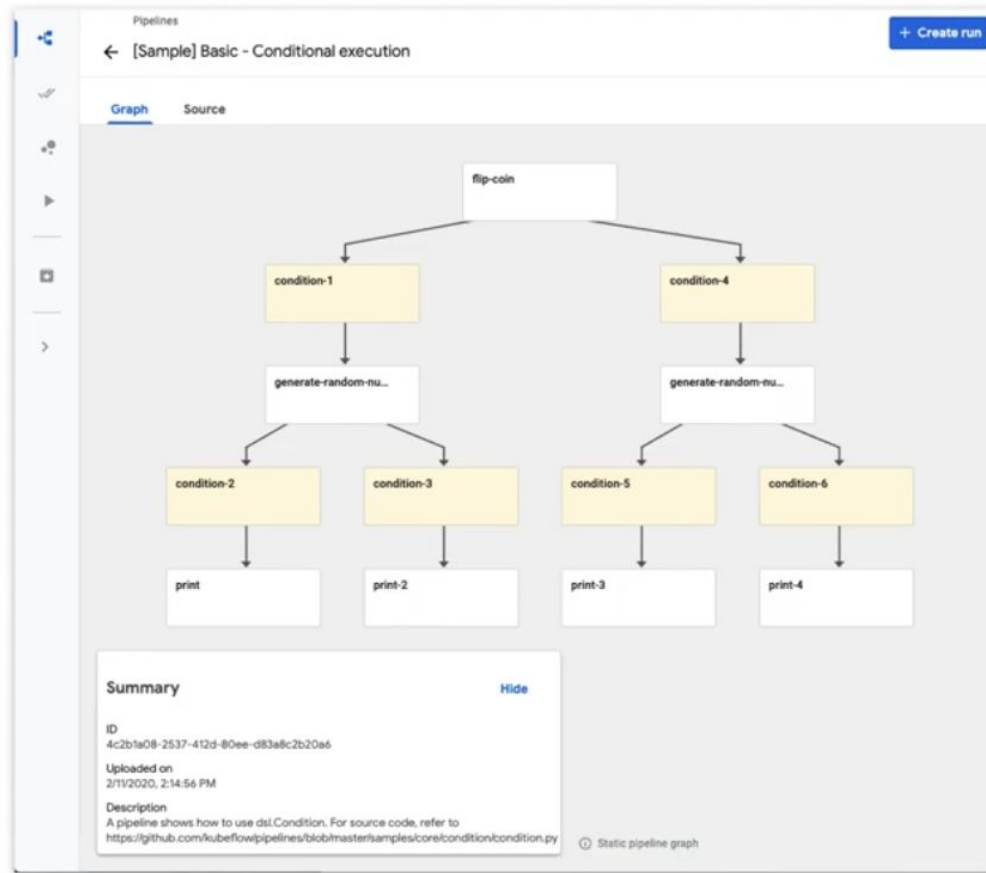 Pipelines
[Sample] Basic - Conditional execution
+ Create run
Graph
Source
flip-coin
condition-1
condition-4
generate-random-nu...
generate-random-nu...
condition-2
condition-3
condition-5
condition-6
print
print-2
print-3
print-4
Summary
Hide
ID
4c2b1a08-2537-412d-80ee-d83a8c2b20a6
Uploaded on
2/11/2020, 2:14:56 PM
Description
A pipeline shows how to use dsl.Condition. For source code, refer to
https://github.com/kubeflow/pipelines/blob/master/samples/core/condition/condition.py
Static pipeline graph